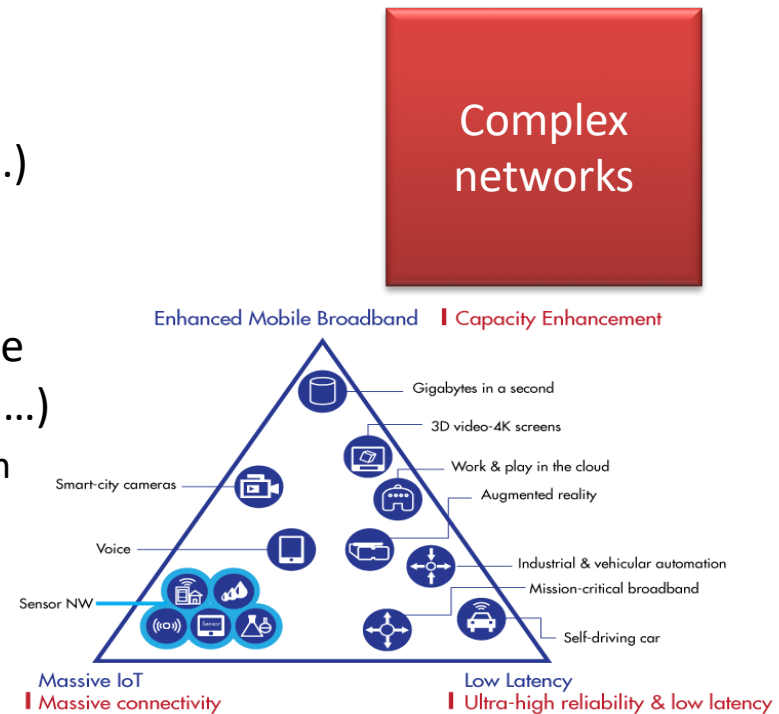 Complex
networks
.)
Enhanced Mobile Broadband
Capacity Enhancement
e
...)
Gigabytes in a second
3D video-4K screens
Work & play in the cloud
Smart-city cameras
Augmented reality
Voice
Industrial & vehicular automation
Mission-critical broadband
Sensor NW
Sensor
Self-driving car
Massive IoT
Massive connectivity
Low Latency
Ultra-high reliability & low latency